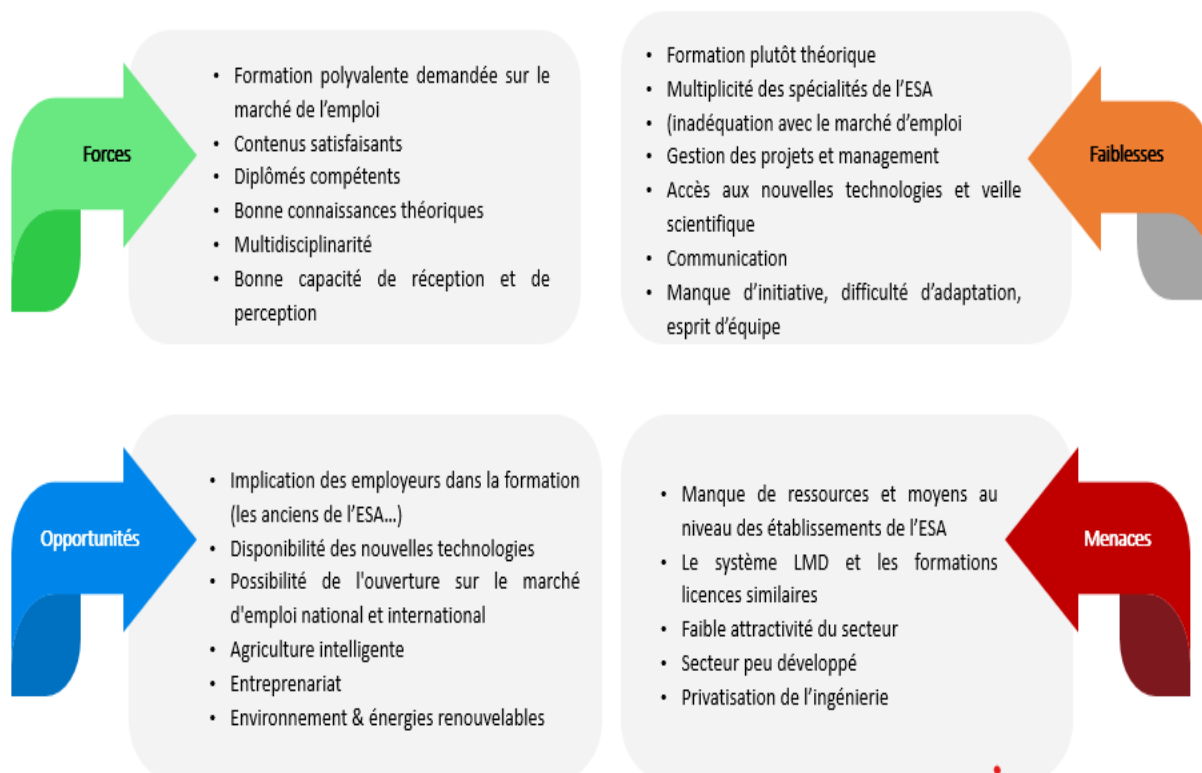 Forces
• Formation polyvalente demandée sur le
marché de l'emploi
• Contenus satisfaisants
• Diplômés compétents
• Bonne connaissances théoriques
• Multidisciplinarité
• Bonne capacité de réception et de
perception
Faiblesses
• Formation plutôt théorique
• Multiplicité des spécialités de l'ESA
• (inadéquation avec le marché d'emploi
• Gestion des projets et management
• Accès aux nouvelles technologies et veille
scientifique
• Communication
• Manque d'initiative, difficulté d'adaptation,
esprit d'équipe
Opportunités
• Implication des employeurs dans la formation
(les anciens de l'ESA...)
• Disponibilité des nouvelles technologies
• Possibilité de l'ouverture sur le marché
d'emploi national et international
• Agriculture intelligente
• Entreprenariat
• Environnement & énergies renouvelables
Menaces
• Manque de ressources et moyens au
niveau des établissements de l'ESA
• Le système LMD et les formations
licences similaires
• Faible attractivité du secteur
• Secteur peu développé
• Privatisation de l'ingénierie